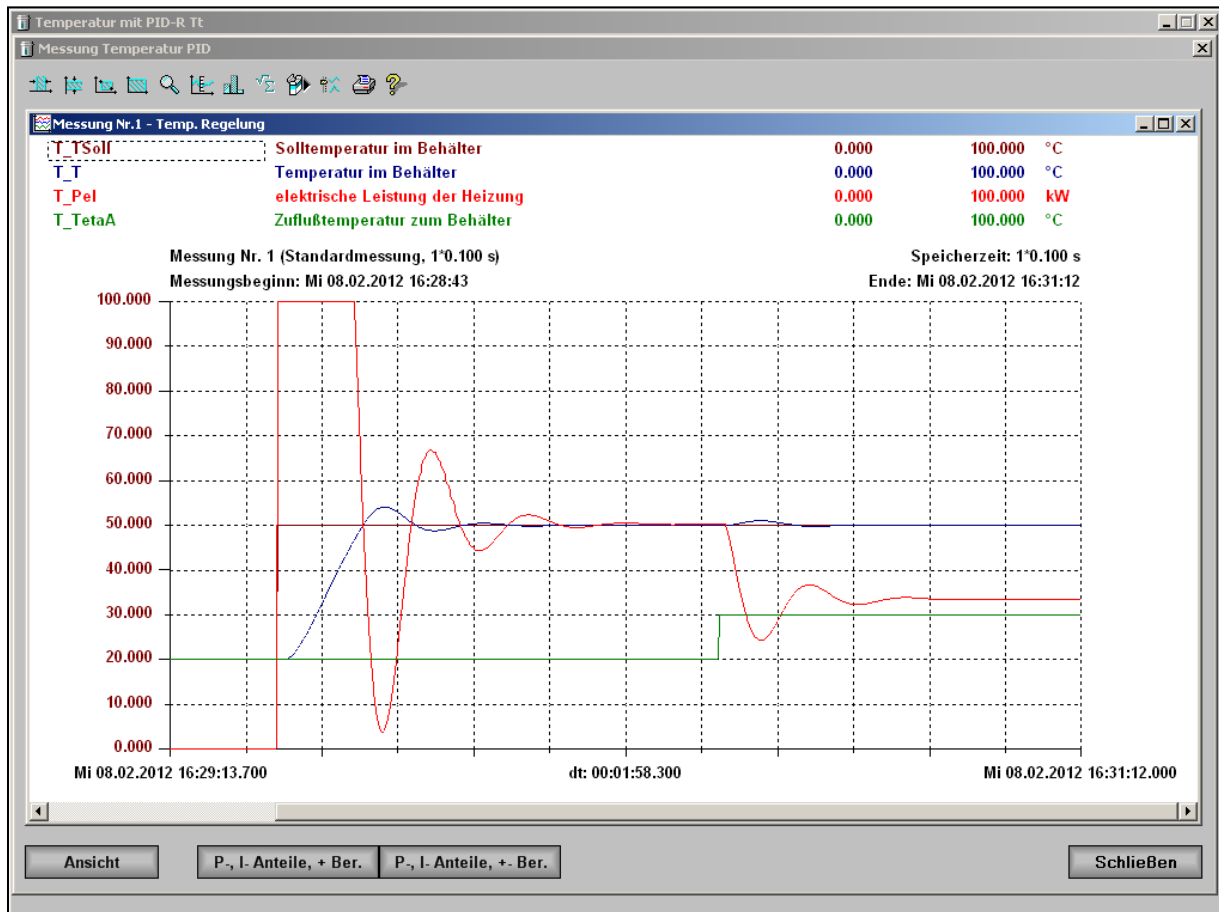 Temperatur mit PID-R Tt
Messung Temperatur PID
Messung Nr.1 - Temp. Regelung
T_TSoll Solltemperatur im Behälter 0.000 100.000 °C
T_T Temperatur im Behälter 0.000 100.000 °C
T_Pel elektrische Leistung der Heizung 0.000 100.000 kW
T_TetaA Zuflußtemperatur zum Behälter 0.000 100.000 °C
Messung Nr. 1 (Standardmessung, 1*0.100 s) Speicherzeit: 1*0.100 s
Messungsbeginn: Mi 08.02.2012 16:28:43 Ende: Mi 08.02.2012 16:31:12
100.000
90.000
80.000
70.000
60.000
50.000
40.000
30.000
20.000
10.000
0.000
Mi 08.02.2012 16:29:13.700 dt: 00:01:58.300 Mi 08.02.2012 16:31:12.000
Ansicht P-, I- Anteile, + Ber. P-, I- Anteile, +- Ber. Schließen